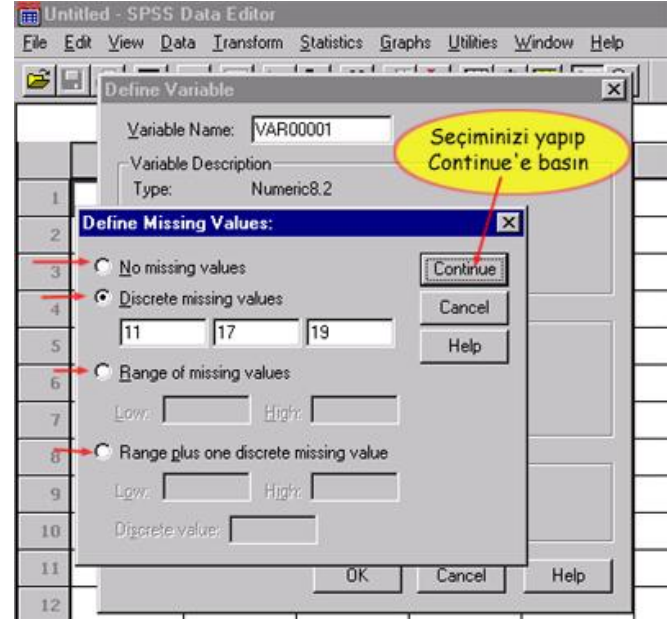 Untitled - SPSS Data Editor
File Edit View Data Transform Statistics Graphs Utilities Window Help
Define Variable
Variable Name: VAR00001
Seçiminizi yapıp
Continue'e basın
Variable Description
Type: Numeric8.2
1
Define Missing Values:
2
No missing values
Continue
3
Discrete missing values
Cancel
4
11 17 19
Help
5
Range of missing values
6
Low: High:
7
Range plus one discrete missing value
8
Low: High:
9
Discrete value:
10
11
OK Cancel Help
12